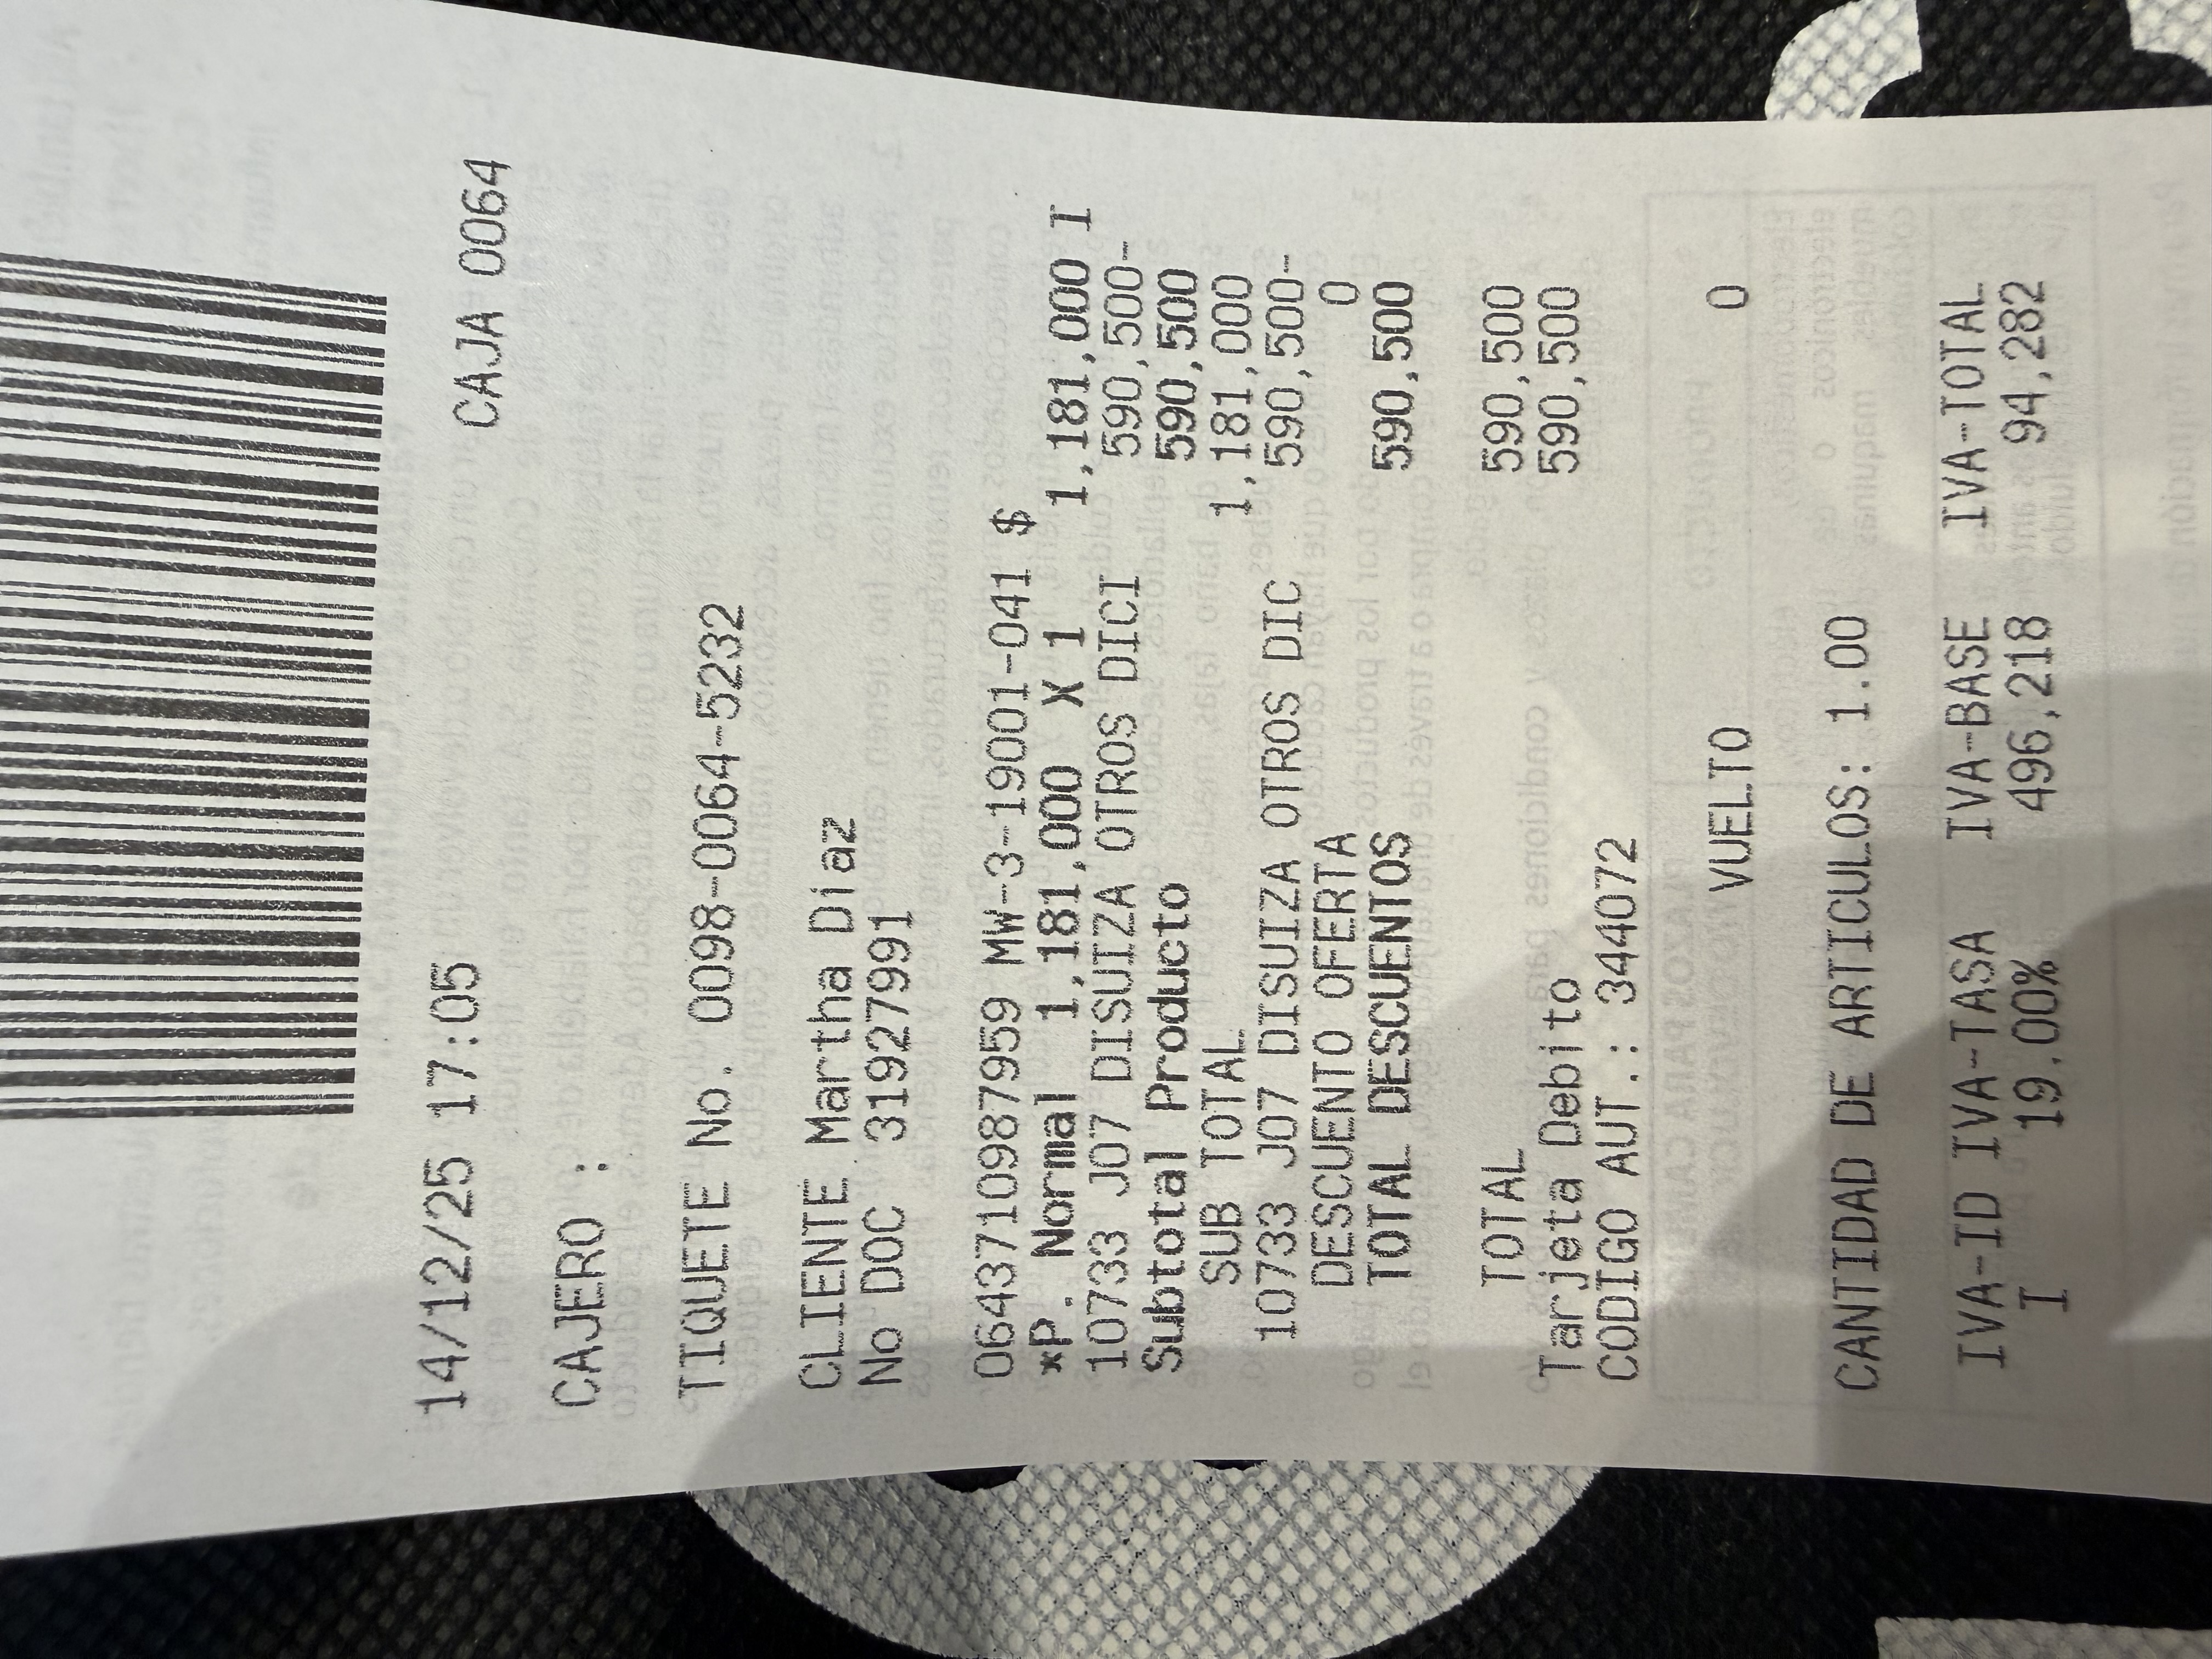 14/12/25 17:05 CAJA 0064
CAJERO :
TIQUETE No. 0098-0064-5232
CLIENTE Martha Diaz
No DOC 319279991
0643710987959 MW-3-19001-041 $
*P. Normal 1,181,000 X 1 1,181,000 I
10733 J07 DISUIZA OTROS DICI 590,500-
Subtotal Producto 590,500
SUB TOTAL 1,181,000
10733 J07 DISUIZA OTROS DIC 590,500-
DESCUENTO OFERTA 0
TOTAL DESCUENTOS 590,500
TOTAL 590,500
Tarjeta Debito 590,500
CODIGO AUT.: 344072
VUELTO 0
CANTIDAD DE ARTICULOS: 1.00
IVA-ID IVA-TASA IVA-BASE IVA-TOTAL
I 19.00% 496,218 94,282